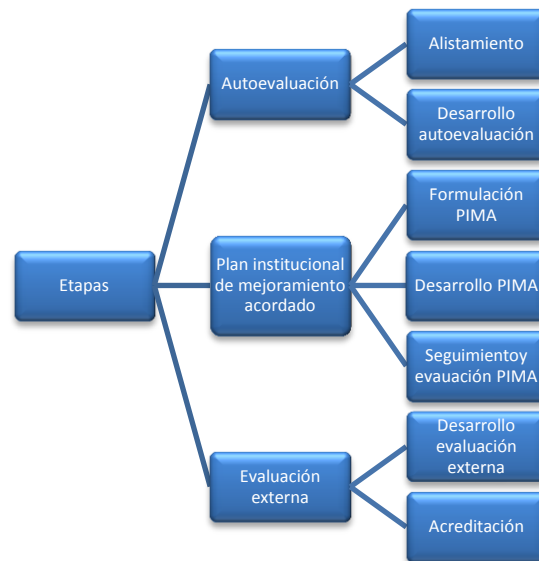 Etapas
Autoevaluación
Alistamiento
Desarrollo
autoevaluación
Plan institucional
de mejoramiento
acordado
Formulación
PIMA
Desarrollo PIMA
Seguimientoy
evauación PIMA
Evaluación
externa
Desarrollo
evaluación
externa
Acreditación